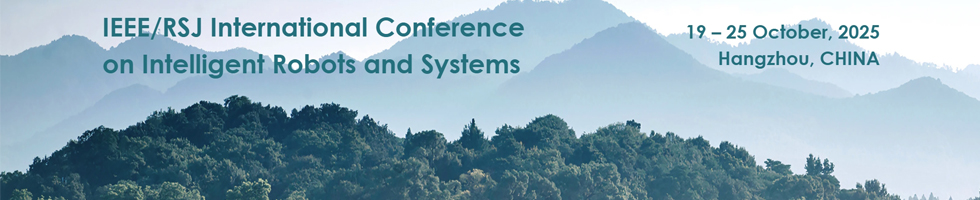 IEEE/RSJ International Conference
on Intelligent Robots and Systems
19 – 25 October, 2025
Hangzhou, CHINA